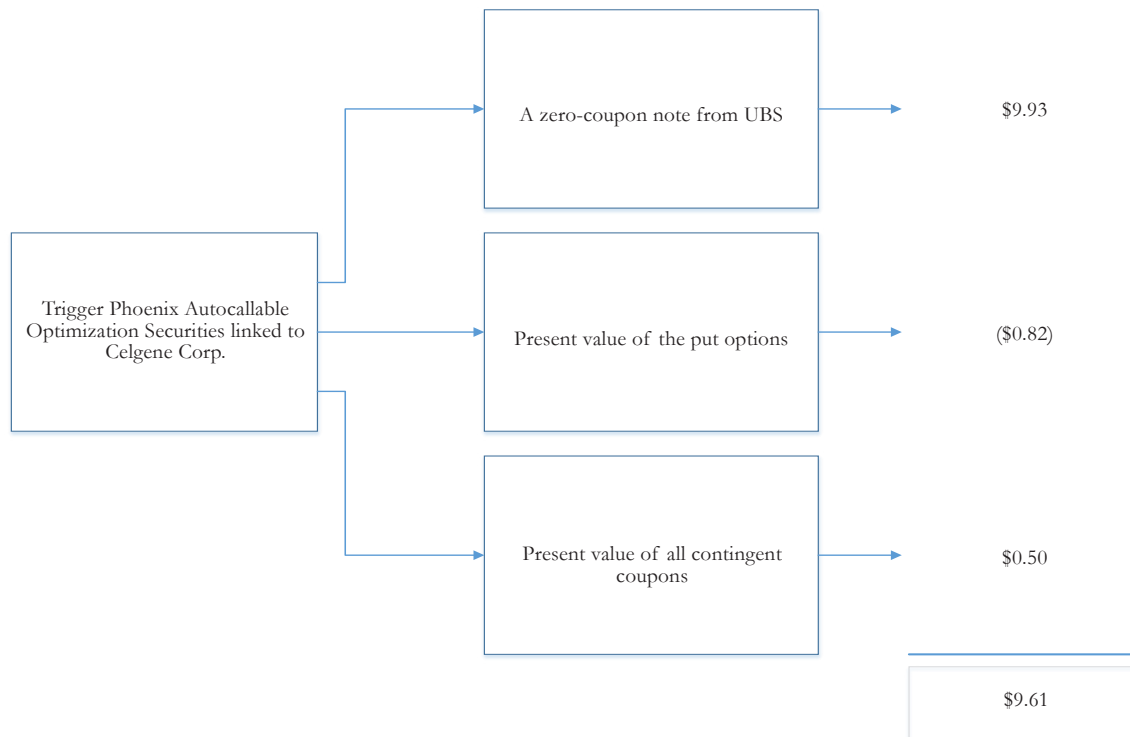 A zero-coupon note from UBS
$9.93
Trigger Phoenix Autocallable
Optimization Securities linked to
Celgene Corp.
Present value of the put options
($0.82)
Present value of all contingent
coupons
$0.50
$9.61